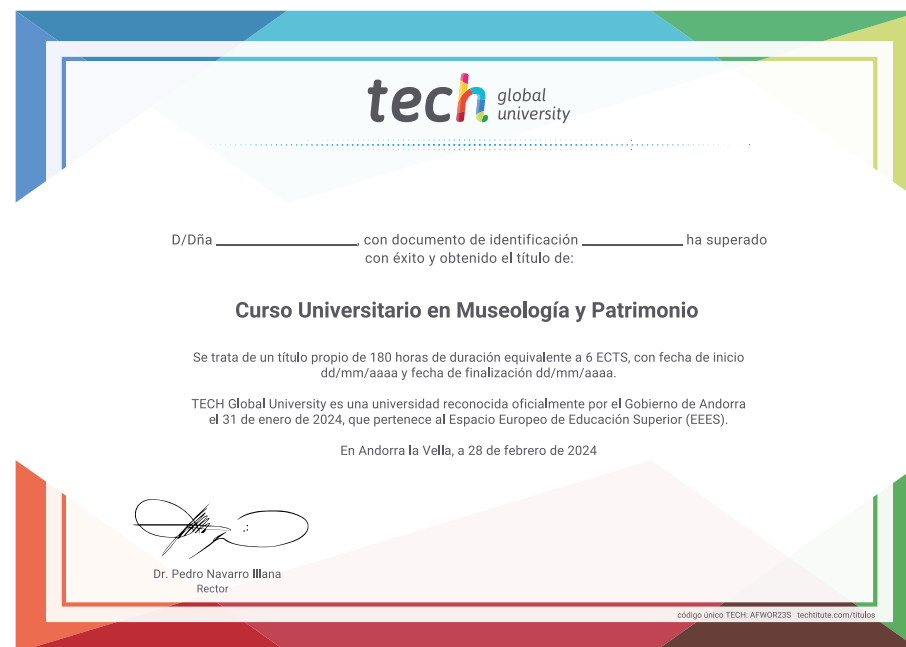 tech global university
D/Dña ____________________, con documento de identificación ______________ ha superado
con éxito y obtenido el título de:
Curso Universitario en Museología y Patrimonio
Se trata de un título propio de 180 horas de duración equivalente a 6 ECTS, con fecha de inicio
dd/mm/aaaa y fecha de finalización dd/mm/aaaa.
TECH Global University es una universidad reconocida oficialmente por el Gobierno de Andorra
el 31 de enero de 2024, que pertenece al Espacio Europeo de Educación Superior (EEES).
En Andorra la Vella, a 28 de febrero de 2024
Dr. Pedro Navarro Illana
Rector
código único TECH: AFWOR23S techtitute.com/titulos